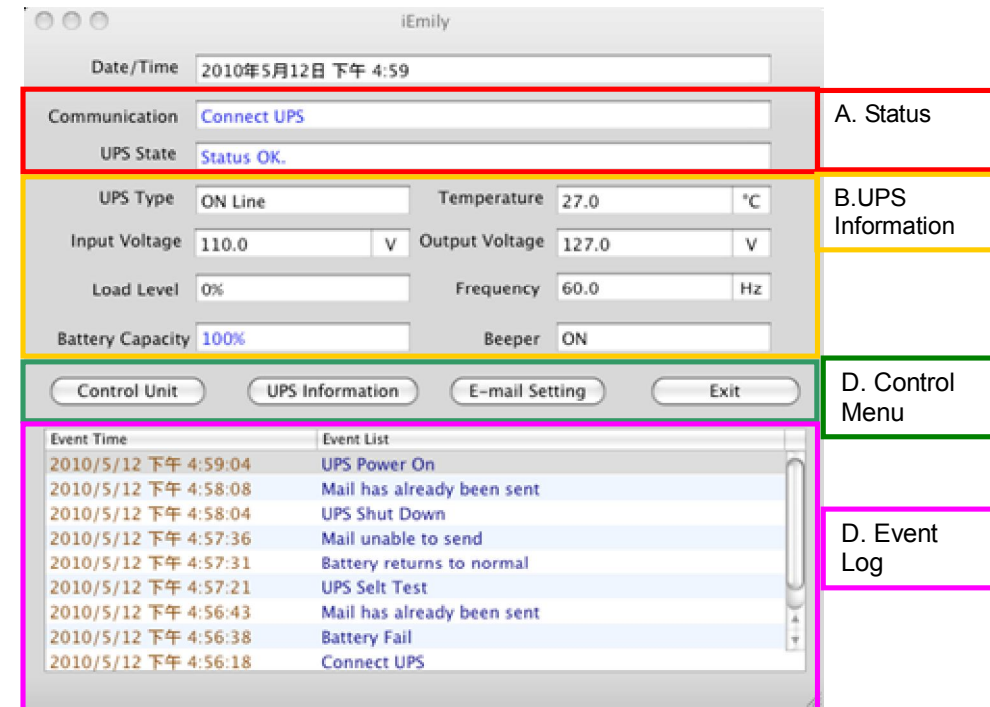 iEmily
Date/Time 2010年5月12日 下午 4:59
Communication Connect UPS
UPS State Status OK.
A. Status
UPS Type ON Line Temperature 27.0 °C
Input Voltage 110.0 V Output Voltage 127.0 V
Load Level 0% Frequency 60.0 Hz
Battery Capacity 100% Beeper ON
B.UPS
Information
Control Unit UPS Information E-mail Setting Exit
D. Control
Menu
Event Time Event List
2010/5/12 下午 4:59:04 UPS Power On
2010/5/12 下午 4:58:08 Mail has already been sent
2010/5/12 下午 4:58:04 UPS Shut Down
2010/5/12 下午 4:57:36 Mail unable to send
2010/5/12 下午 4:57:31 Battery returns to normal
2010/5/12 下午 4:57:21 UPS Selt Test
2010/5/12 下午 4:56:43 Mail has already been sent
2010/5/12 下午 4:56:38 Battery Fail
2010/5/12 下午 4:56:18 Connect UPS
D. Event
Log